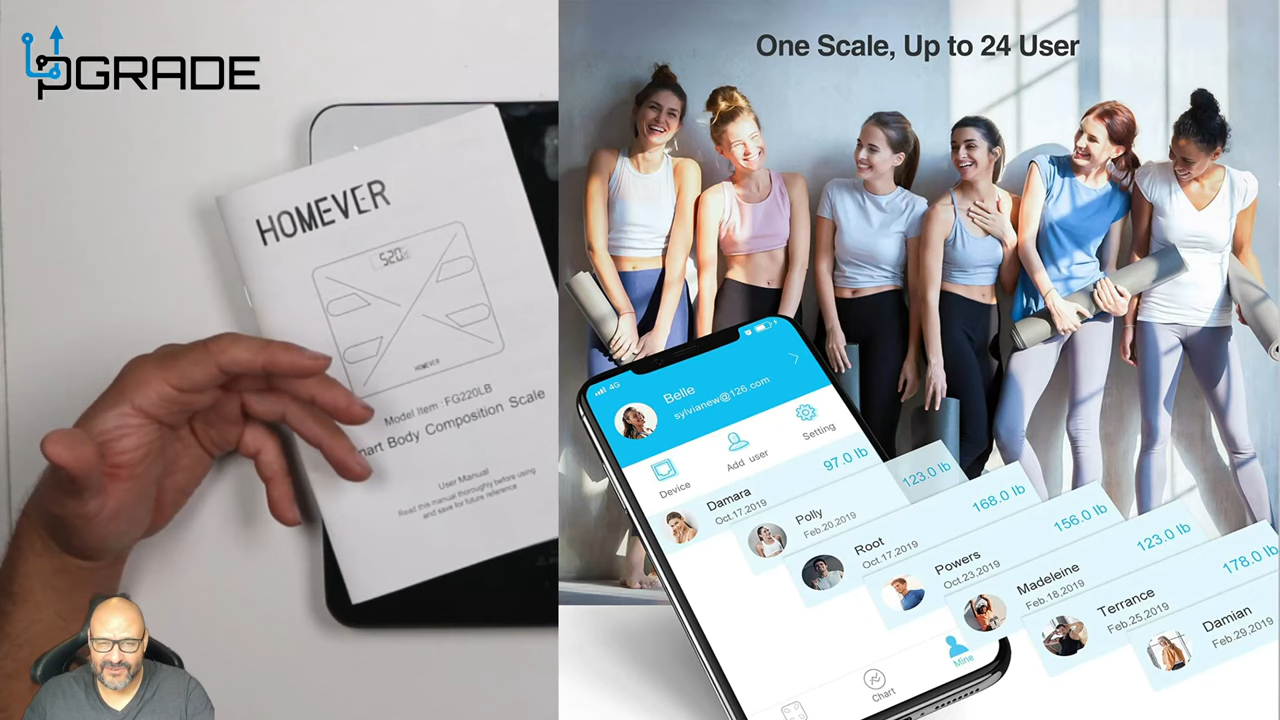 UPGRADE
HOMEVER
520
HOMEVER
Model Item :FG220LB
mart Body Composition Scale
User Manual
Read this manual thoroughly before using
and save for future reference
One Scale, Up to 24 User
4G
Belle
sylvianew@126.com
Device
Add user
Setting
Damara
Oct.17.2019
97.0 lb
Polly
Feb.20.2019
123.0 lb
Root
Oct.17.2019
168.0 lb
Powers
Oct.23.2019
156.0 lb
Madeleine
Feb.18.2019
123.0 lb
Terrance
Feb.25.2019
178.0 lb
Damian
Feb.29.2019
Chart
Mine